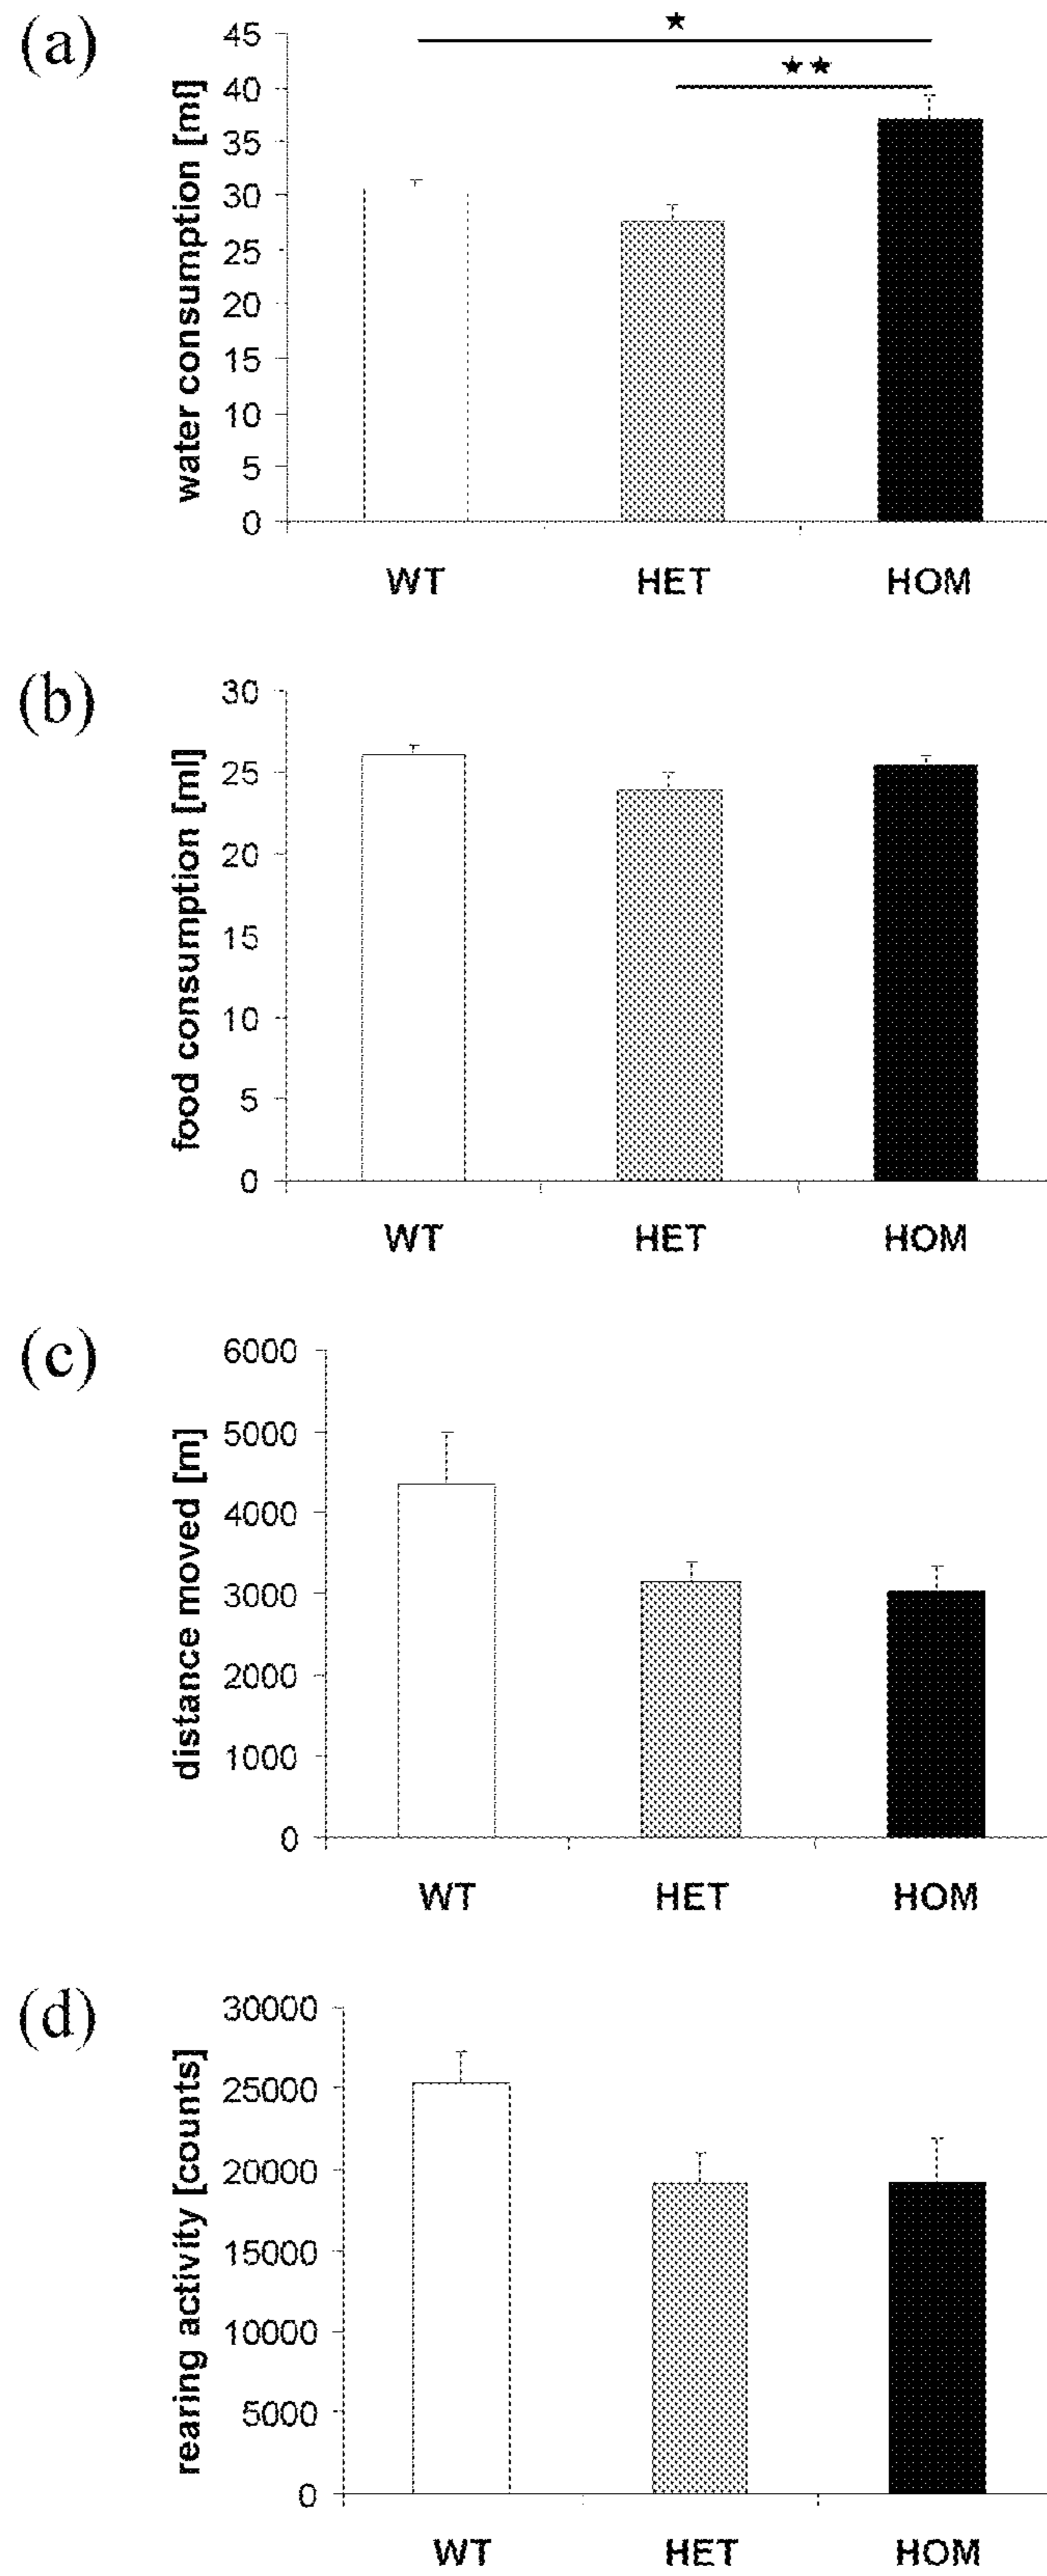 (a)
water consumption [ml]
45
40
35
30
25
20
15
10
5
0
★
★★
WT HET HOM
(b)
food consumption [ml]
30
25
20
15
10
5
0
WT HET HOM
(c)
distance moved [m]
6000
5000
4000
3000
2000
1000
0
WT HET HOM
(d)
rearing activity [counts]
30000
25000
20000
15000
10000
5000
0
WT HET HOM